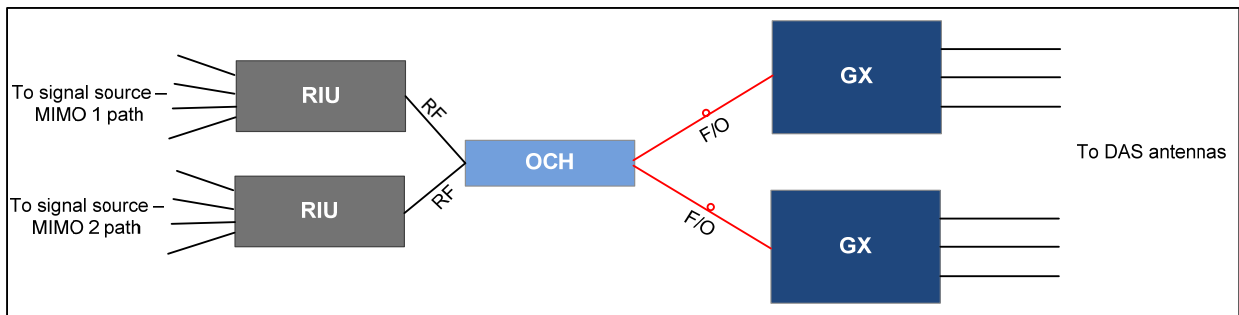 To signal source –
MIMO 1 path
RIU
RF
GX
F/O
OCH
To DAS antennas
RF
To signal source –
MIMO 2 path
RIU
F/O
GX